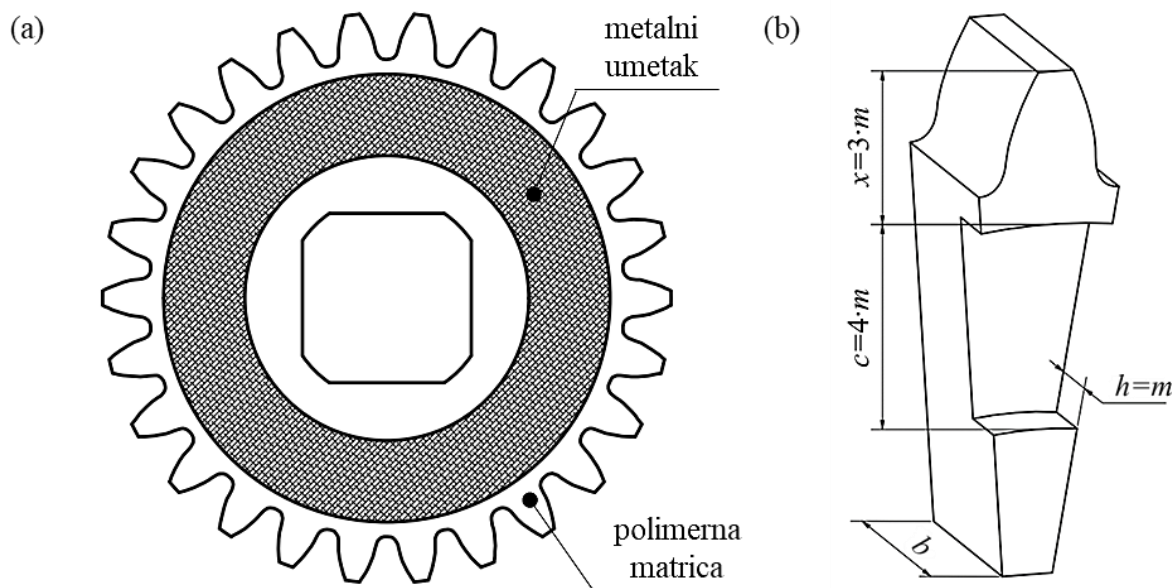 (a)
metalni
umetak
polimerna
matrica
(b)
x=3·m
c=4·m
h=m
b